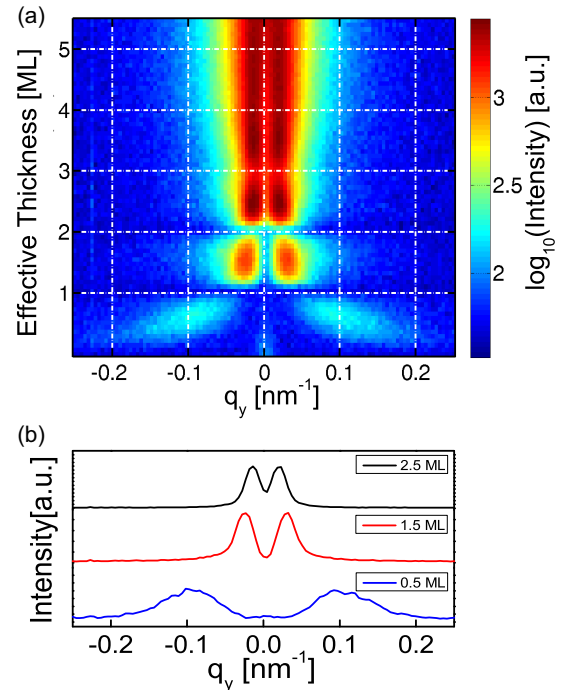 (a)
Effective Thickness [ML]
5
4
3
2
1
-0.2 -0.1 0 0.1 0.2
q_y [nm⁻¹]
3
2.5
2
log₁₀(Intensity) [a.u.]
(b)
Intensity[a.u.]
2.5 ML
1.5 ML
0.5 ML
-0.2 -0.1 0.0 0.1 0.2
q_y [nm⁻¹]